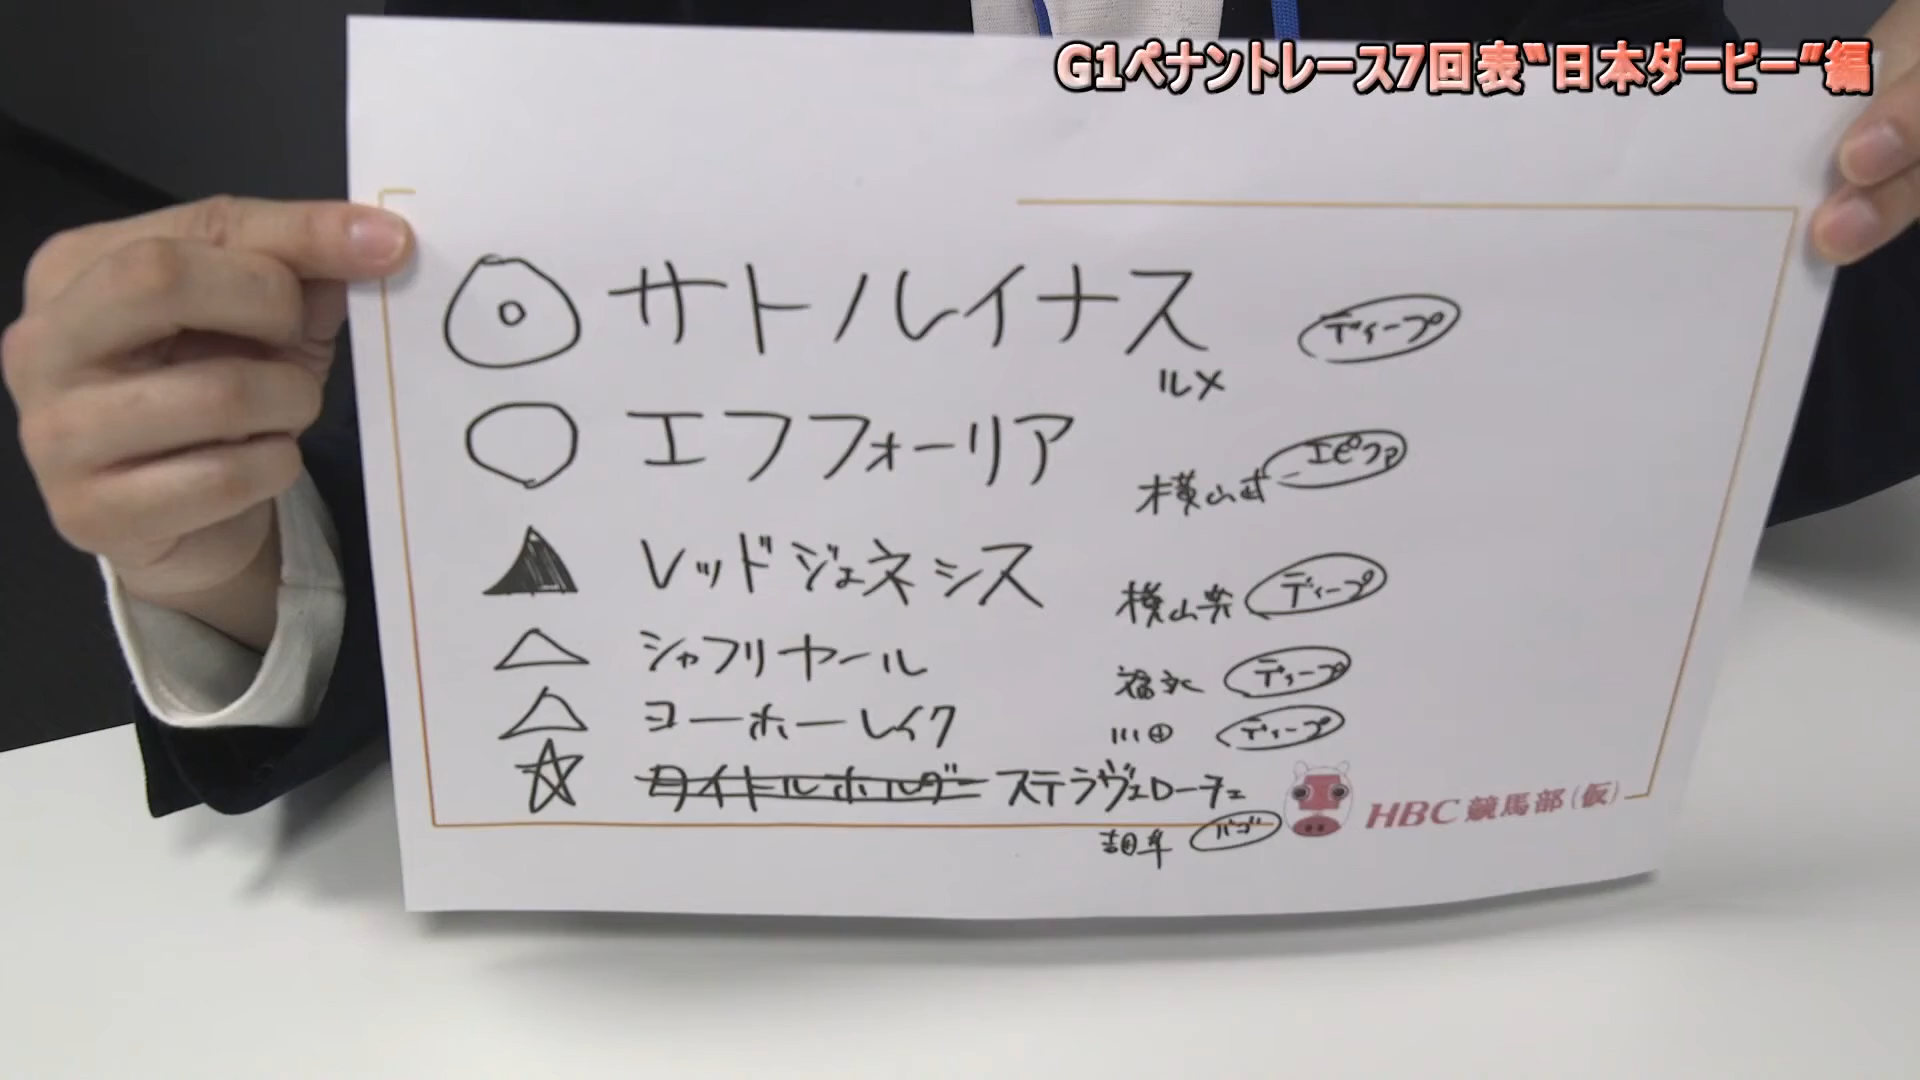 G1ペナントレース7回表“日本ダービー”編
◎ サトノレイナス ディープ
ルメ
○ エフフォーリア 横山武 エピファ
▲ レッドジェネシス 横山典 ディープ
△ シャフリヤール 福永 ディープ
△ ヨーホーレイク 川田 ディープ
☆ タイトルホルダー ステラヴェローチェ
吉田隼 バゴ
HBC競馬部(仮)